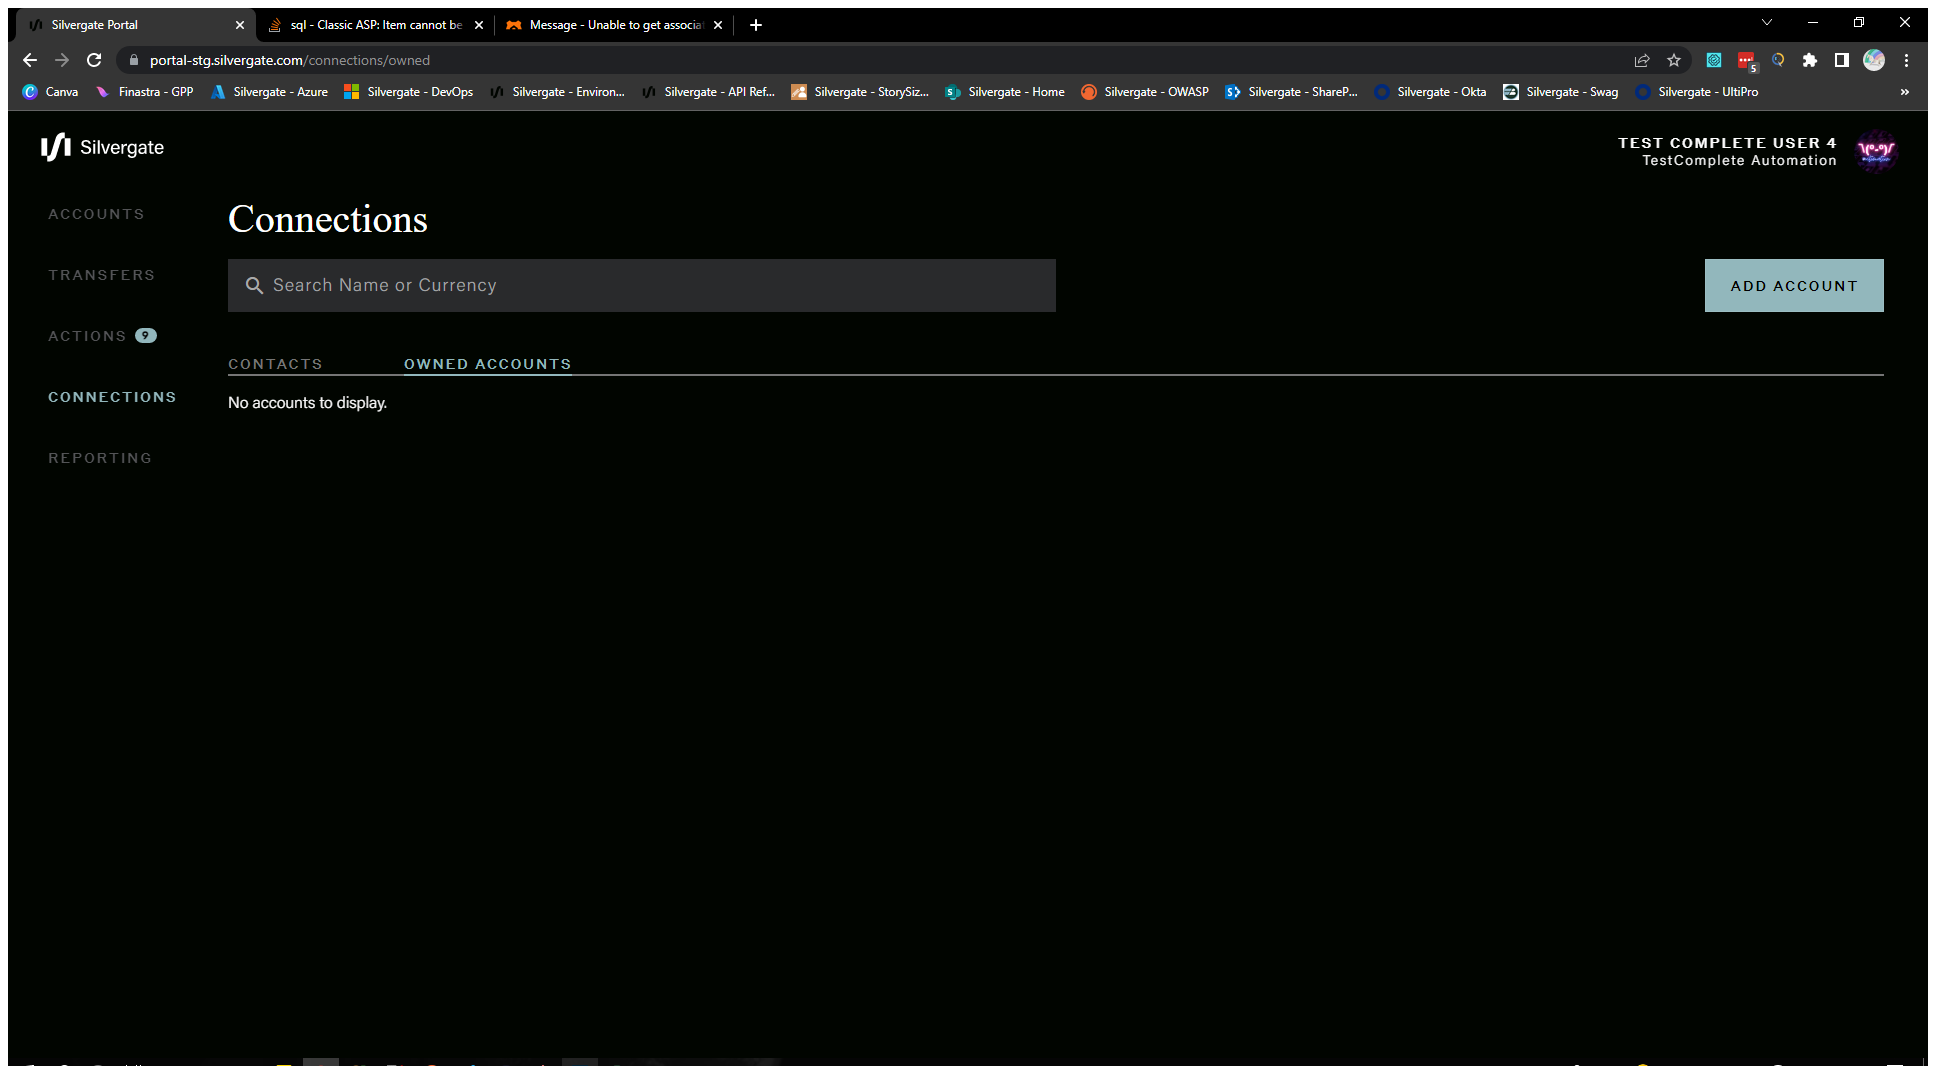 Silvergate Portal
sql - Classic ASP: Item cannot be
Message - Unable to get associa
portal-stg.silvergate.com/connections/owned
5
Canva
Finastra - GPP
Silvergate - Azure
Silvergate - DevOps
Silvergate - Environ...
Silvergate - API Ref...
Silvergate - StorySiz...
Silvergate - Home
Silvergate - OWASP
Silvergate - ShareP...
Silvergate - Okta
Silvergate - Swag
Silvergate - UltiPro
Silvergate
TEST COMPLETE USER 4
TestComplete Automation
ACCOUNTS
TRANSFERS
ACTIONS 9
CONNECTIONS
REPORTING
Connections
Search Name or Currency
ADD ACCOUNT
CONTACTS
OWNED ACCOUNTS
No accounts to display.